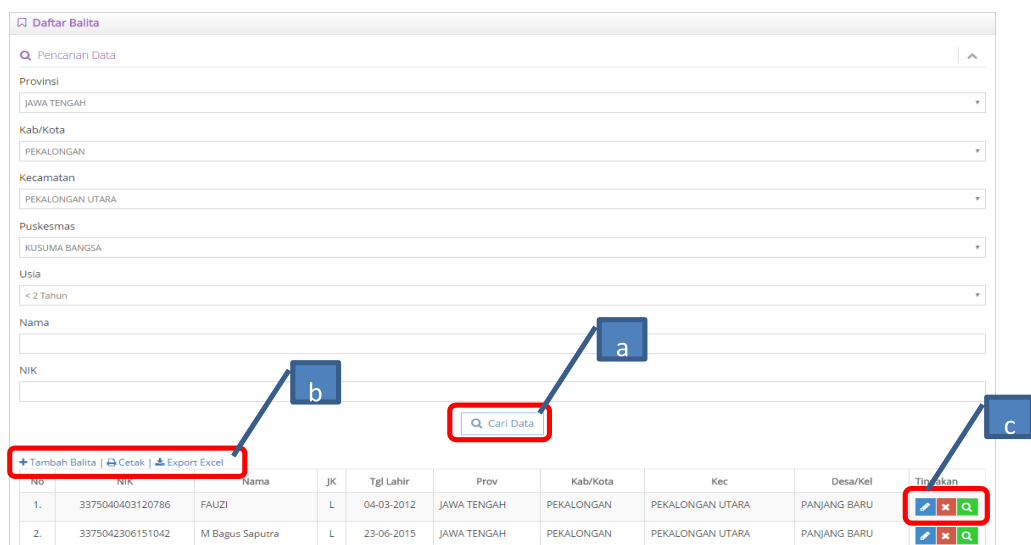 Daftar Balita
Pencarian Data
Provinsi
JAWA TENGAH
Kab/Kota
PEKALONGAN
Kecamatan
PEKALONGAN UTARA
Puskesmas
KUSUMA BANGSA
Usia
< 2 Tahun
Nama
a
NIK
b
Cari Data
c
+ Tambah Balita | Cetak | Export Excel
No NIK Nama JK Tgl Lahir Prov Kab/Kota Kec Desa/Kel Tindakan
1. 3375040403120786 FAUZI L 04-03-2012 JAWA TENGAH PEKALONGAN PEKALONGAN UTARA PANJANG BARU
2. 3375042306151042 M Bagus Saputra L 23-06-2015 JAWA TENGAH PEKALONGAN PEKALONGAN UTARA PANJANG BARU